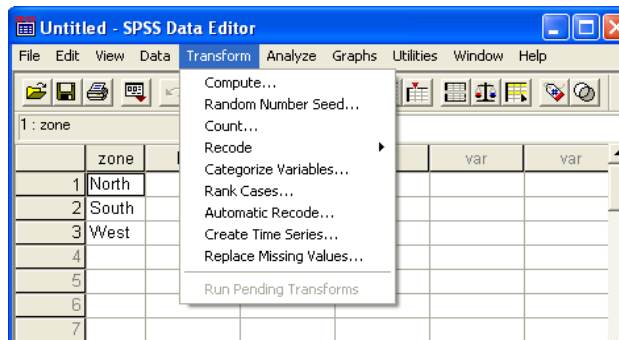 Untitled - SPSS Data Editor
File Edit View Data Transform Analyze Graphs Utilities Window Help
1 : zone
Compute...
Random Number Seed...
Count...
Recode
Categorize Variables...
Rank Cases...
Automatic Recode...
Create Time Series...
Replace Missing Values...
Run Pending Transforms
zone var var
1 North
2 South
3 West
4
5
6
7